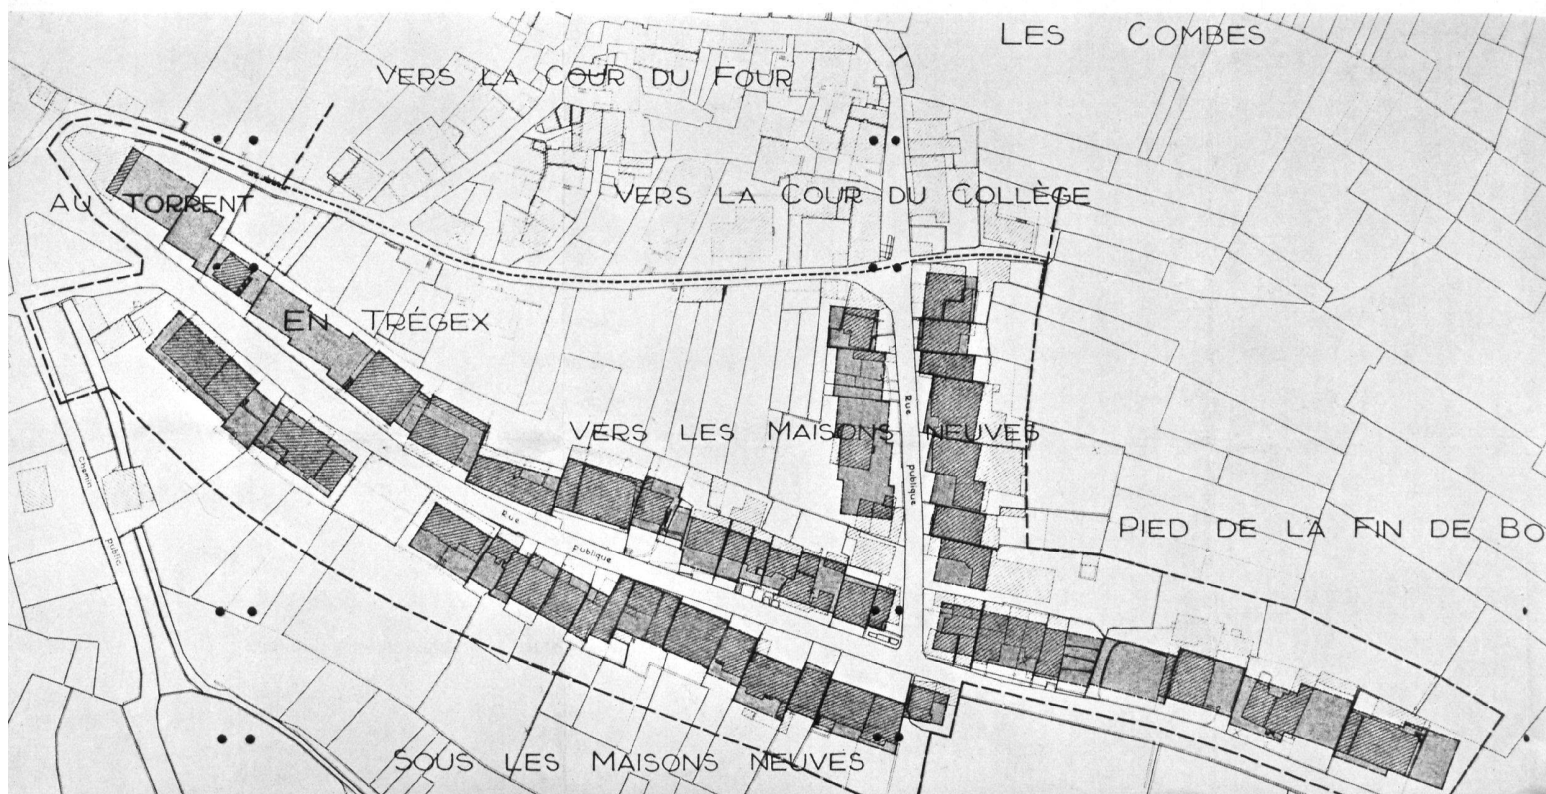 LES COMBES
VERS LA COUR DU FOUR
VERS LA COUR DU COLLÈGE
AU TORRENT
EN TRÉGEX
Rue
publique
VERS LES MAISONS NEUVES
Chemin
public
Rue
publique
PIED DE LA FIN DE BO
SOUS LES MAISONS NEUVES